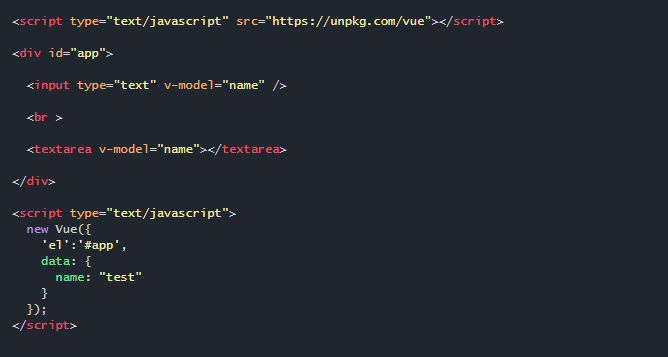 <script type="text/javascript" src="https://unpkg.com/vue"></script>
<div id="app">
<input type="text" v-model="name" />
<br >
<textarea v-model="name"></textarea>
</div>
<script type="text/javascript">
new Vue({
'el':'#app',
data: {
name: "test"
}
});
</script>